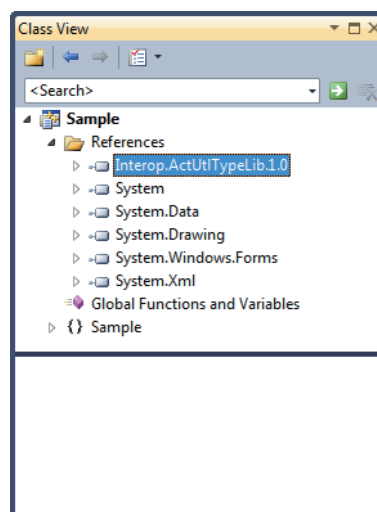 Class View
<Search>
Sample
References
Interop.ActUtlTypeLib.1.0
System
System.Data
System.Drawing
System.Windows.Forms
System.Xml
Global Functions and Variables
{} Sample